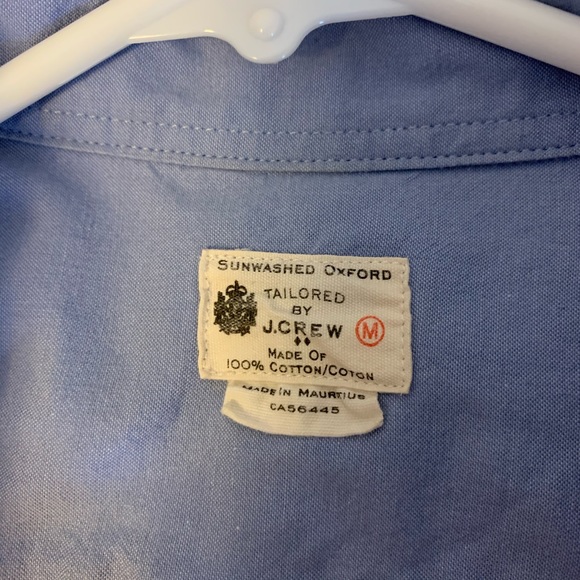 SUNWASHED OXFORD
TAILORED
BY
J.CREW M
MADE OF
100% COTTON/COTON
MADE IN MAURITIUS
CA56445